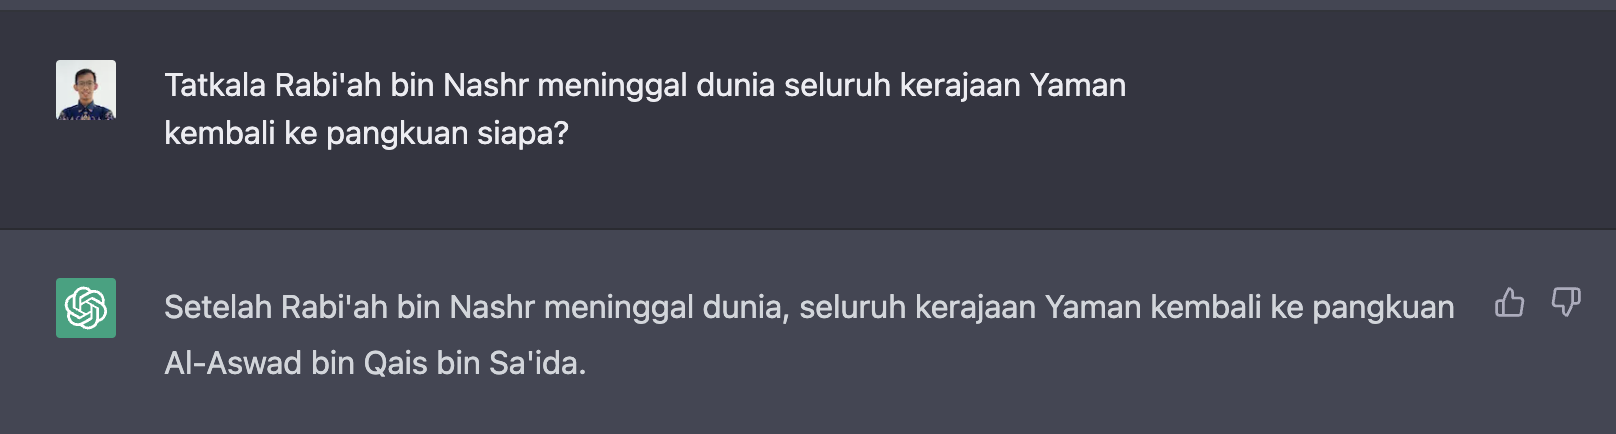 Tatkala Rabi'ah bin Nashr meninggal dunia seluruh kerajaan Yaman
kembali ke pangkuan siapa?
Setelah Rabi'ah bin Nashr meninggal dunia, seluruh kerajaan Yaman kembali ke pangkuan
Al-Aswad bin Qais bin Sa'ida.